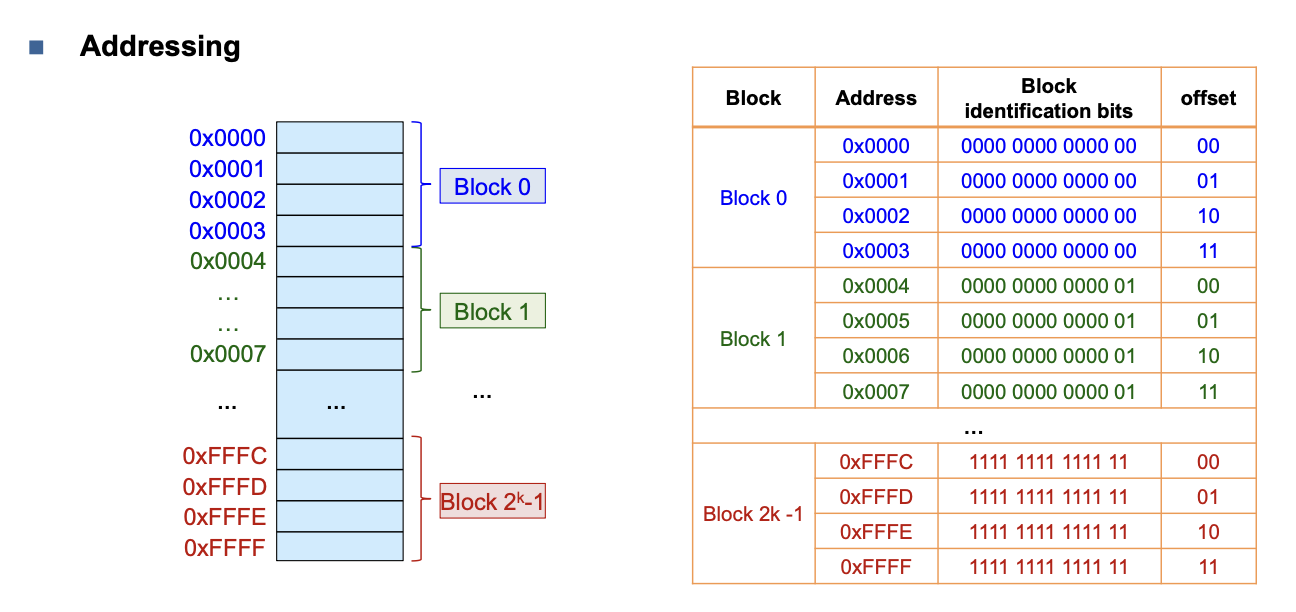 Addressing
0x0000
0x0001
0x0002
0x0003
0x0004
...
...
0x0007
...
0xFFFC
0xFFFD
0xFFFE
0xFFFF
...
Block 0
Block 1
...
Block 2ᵏ-1
Block Address Block identification bits offset
Block 0
0x0000 0000 0000 0000 00 00
0x0001 0000 0000 0000 00 01
0x0002 0000 0000 0000 00 10
0x0003 0000 0000 0000 00 11
Block 1
0x0004 0000 0000 0000 01 00
0x0005 0000 0000 0000 01 01
0x0006 0000 0000 0000 01 10
0x0007 0000 0000 0000 01 11
...
Block 2k -1
0xFFFC 1111 1111 1111 11 00
0xFFFD 1111 1111 1111 11 01
0xFFFE 1111 1111 1111 11 10
0xFFFF 1111 1111 1111 11 11